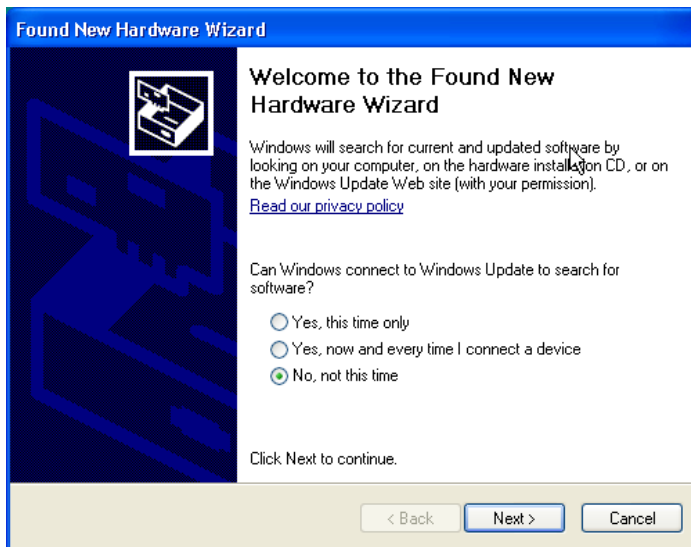 Found New Hardware Wizard
Welcome to the Found New
Hardware Wizard
Windows will search for current and updated software by
looking on your computer, on the hardware installation CD, or on
the Windows Update Web site (with your permission).
Read our privacy policy
Can Windows connect to Windows Update to search for
software?
Yes, this time only
Yes, now and every time I connect a device
No, not this time
Click Next to continue.
< Back Next > Cancel